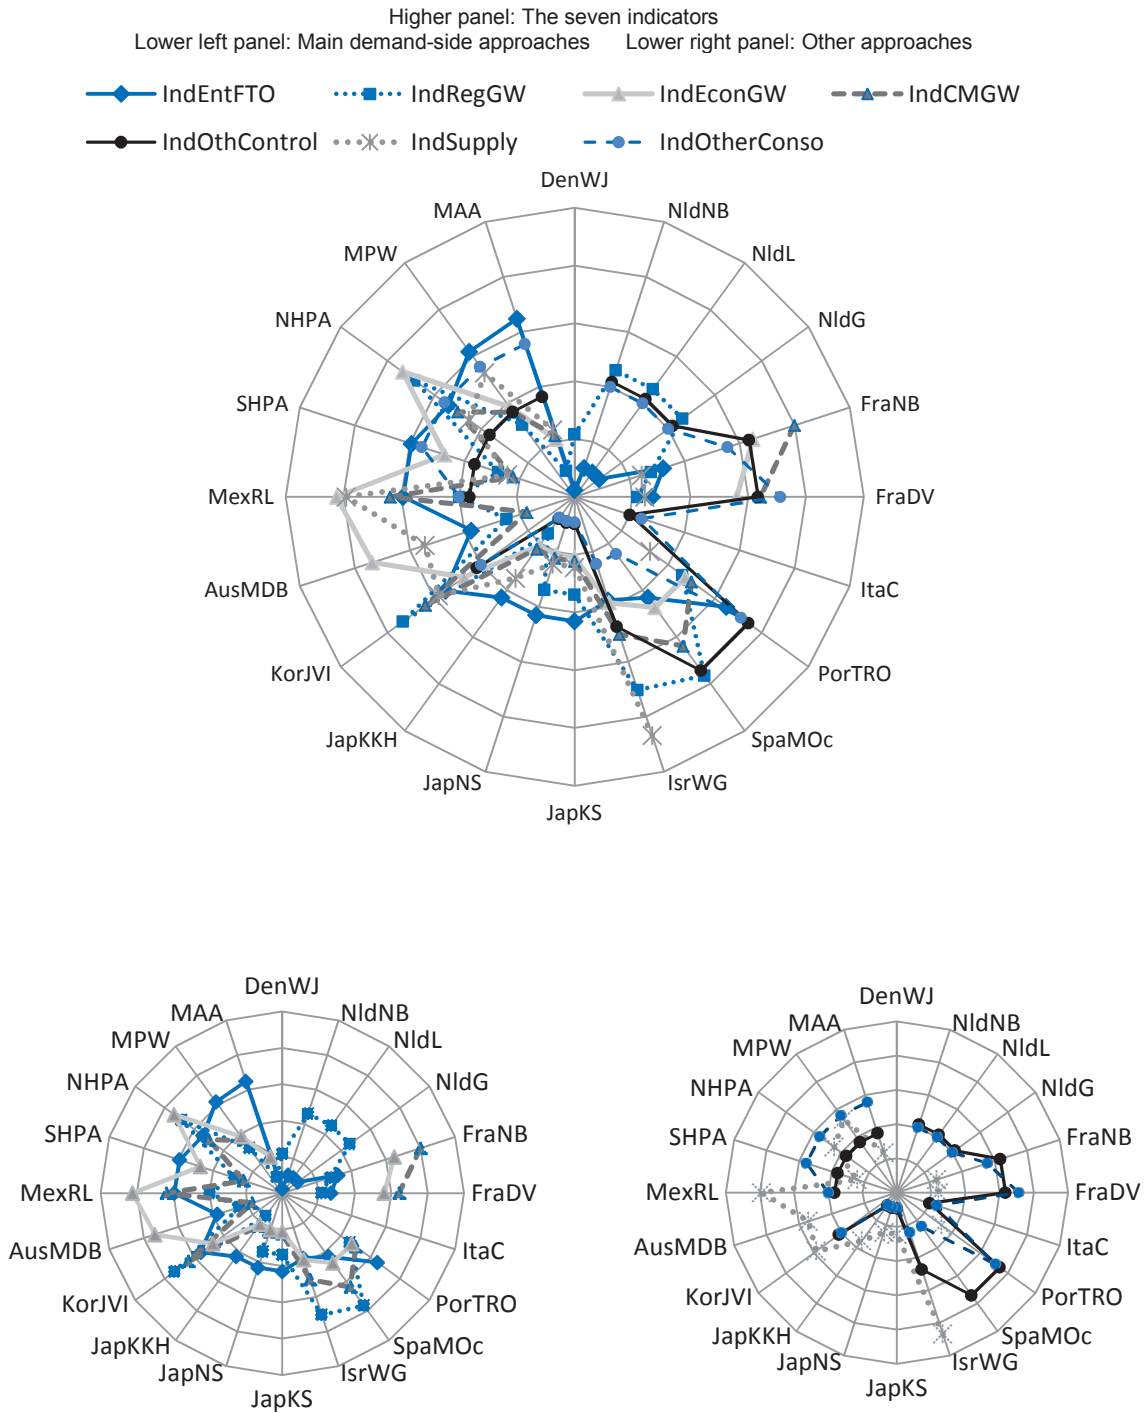 Higher panel: The seven indicators
Lower left panel: Main demand-side approaches Lower right panel: Other approaches
IndEntFTO IndRegGW IndEconGW IndCMGW
IndOthControl IndSupply IndOtherConso
DenWJ
MAA NldNB
MPW NldL
NHPA NldG
SHPA FraNB
MexRL FraDV
AusMDB ItaC
KorJVI PorTRO
JapKKH SpaMOc
JapNS IsrWG
JapKS
DenWJ
MAA NldNB
MPW NldL
NHPA NldG
SHPA FraNB
MexRL FraDV
AusMDB ItaC
KorJVI PorTRO
JapKKH SpaMOc
JapNS IsrWG
JapKS
DenWJ
MAA NldNB
MPW NldL
NHPA NldG
SHPA FraNB
MexRL FraDV
AusMDB ItaC
KorJVI PorTRO
JapKKH SpaMOc
JapNS IsrWG
JapKS